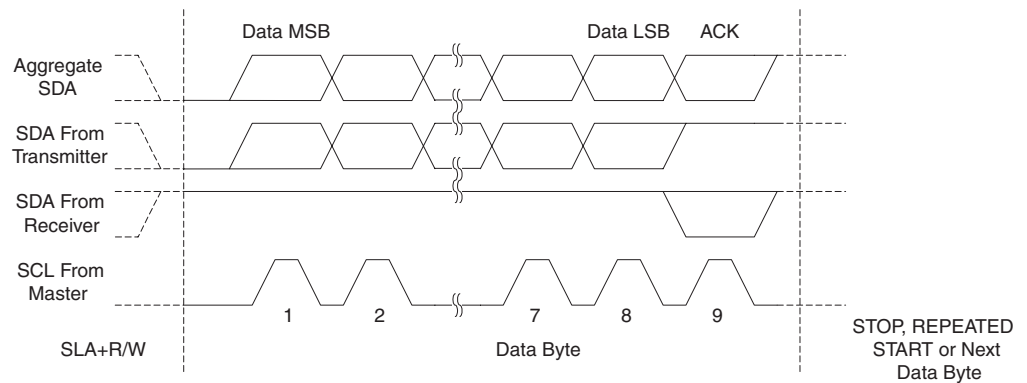 Data MSB
Data LSB
ACK
Aggregate
SDA
SDA From
Transmitter
SDA From
Receiver
SCL From
Master
1
2
7
8
9
SLA+R/W
Data Byte
STOP, REPEATED
START or Next
Data Byte